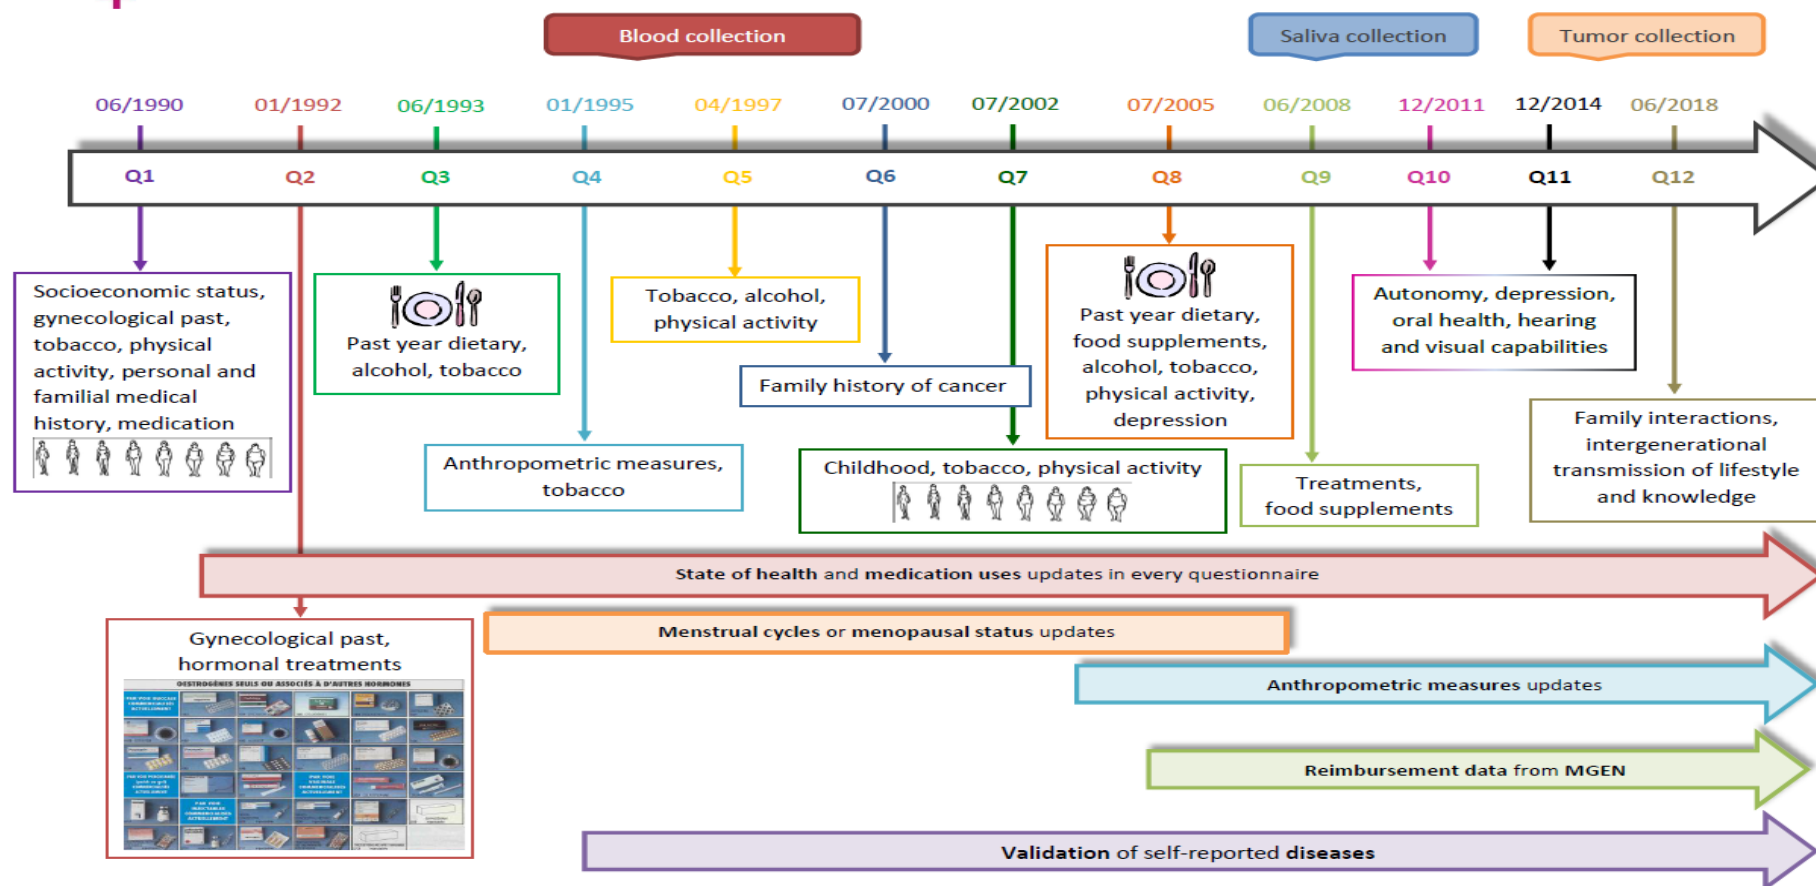 Blood collection
Saliva collection
Tumor collection
06/1990
01/1992
06/1993
01/1995
04/1997
07/2000
07/2002
07/2005
06/2008
12/2011
12/2014
06/2018
Q1
Q2
Q3
Q4
Q5
Q6
Q7
Q8
Q9
Q10
Q11
Q12
Socioeconomic status,
gynecological past,
tobacco, physical
activity, personal and
familial medical
history, medication
Past year dietary,
alcohol, tobacco
Anthropometric measures,
tobacco
Tobacco, alcohol,
physical activity
Family history of cancer
Childhood, tobacco, physical activity
Past year dietary,
food supplements,
alcohol, tobacco,
physical activity,
depression
Treatments,
food supplements
Autonomy, depression,
oral health, hearing
and visual capabilities
Family interactions,
intergenerational
transmission of lifestyle
and knowledge
State of health and medication uses updates in every questionnaire
Gynecological past,
hormonal treatments
OESTROGÈNES SEULS OU ASSOCIÉS À D'AUTRES HORMONES
Menstrual cycles or menopausal status updates
Anthropometric measures updates
Reimbursement data from MGEN
Validation of self-reported diseases